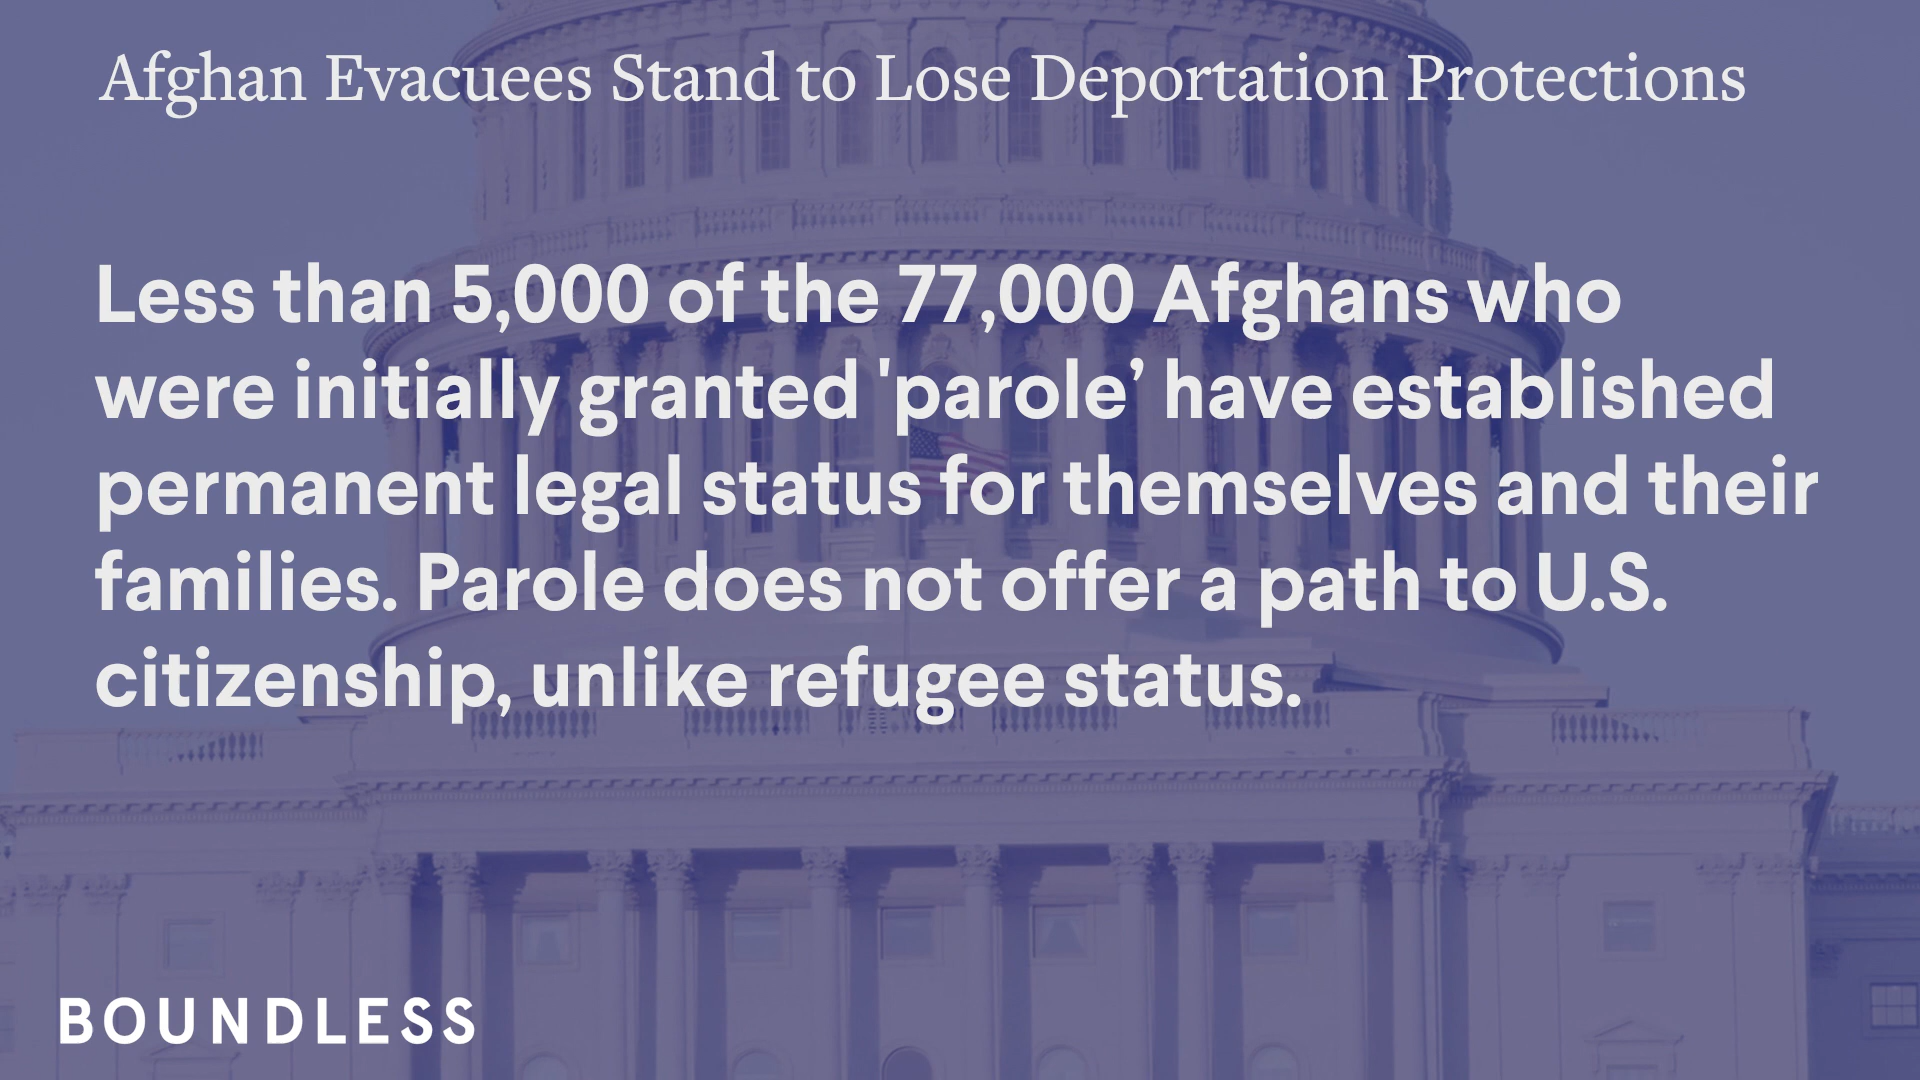 Afghan Evacuees Stand to Lose Deportation Protections
Less than 5,000 of the 77,000 Afghans who
were initially granted 'parole’ have established
permanent legal status for themselves and their
families. Parole does not offer a path to U.S.
citizenship, unlike refugee status.
BOUNDLESS